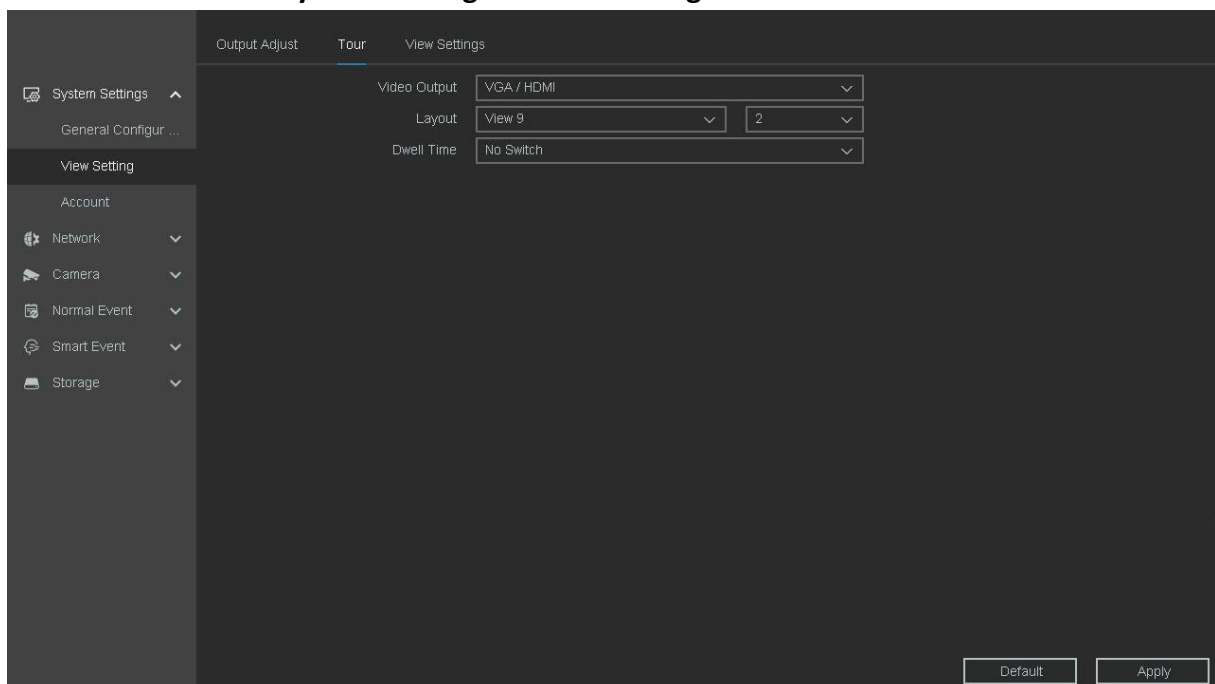 Output Adjust Tour View Settings
System Settings
General Configur ...
View Setting
Account
Network
Camera
Normal Event
Smart Event
Storage
Video Output VGA / HDMI
Layout View 9 2
Dwell Time No Switch
Default Apply